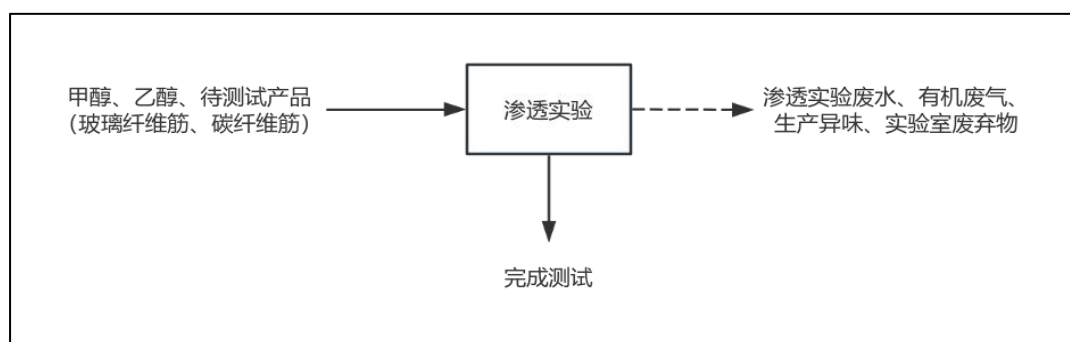 甲醇、乙醇、待测试产品
（玻璃纤维筋、碳纤维筋）
渗透实验
渗透实验废水、有机废气、
生产异味、实验室废弃物
完成测试